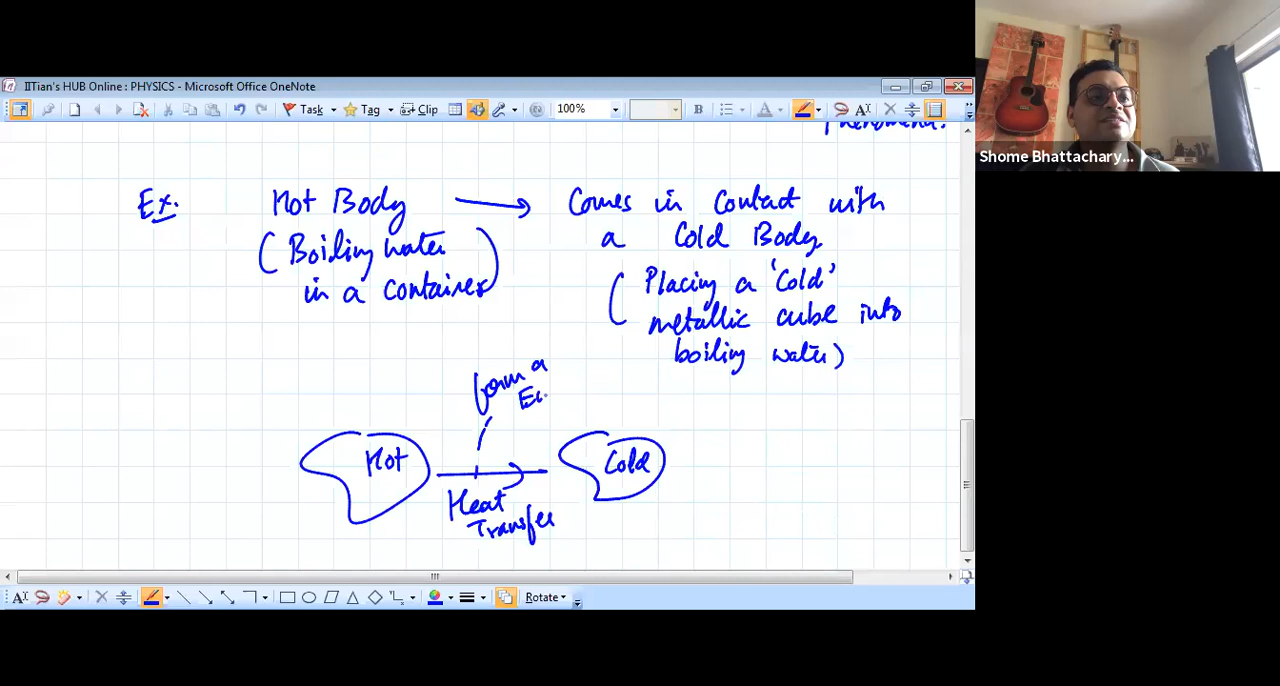 IITian's HUB Online : PHYSICS - Microsoft Office OneNote
Task Tag Clip 100% B A
Phenomena.
Shome Bhattachary...
Ex. Hot Body → Comes in Contact with
a Cold Body
(Boiling water
in a container)
(Placing a 'Cold'
metallic cube into
boiling water)
form a
Hot
Cold
Heat
Transfer
Rotate